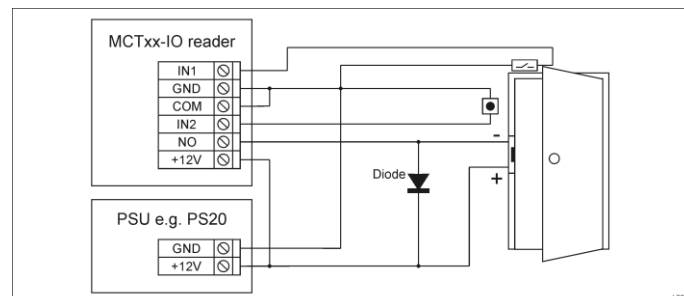 MCTxx-IO reader
IN1
GND
COM
IN2
NO
+12V
-
Diode
+
PSU e.g. PS20
GND
+12V